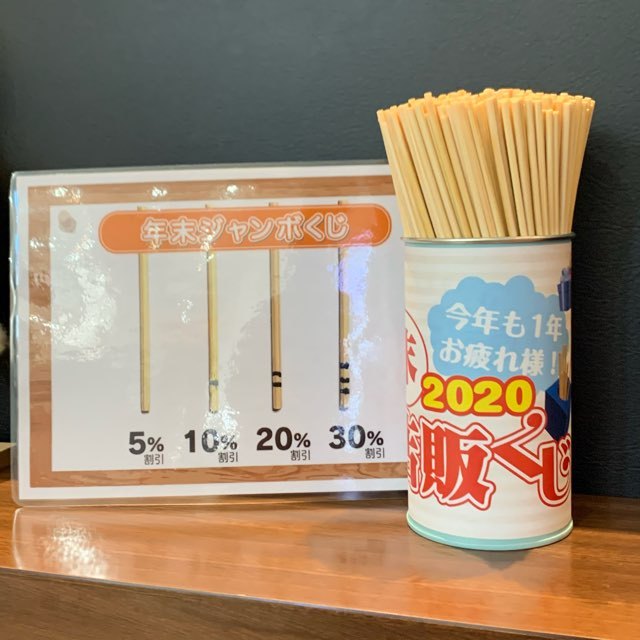 年末ジャンボくじ
5% 10% 20% 30%
割引 割引 割引 割引
今年も1年
お疲れ様!
2020
販くじ